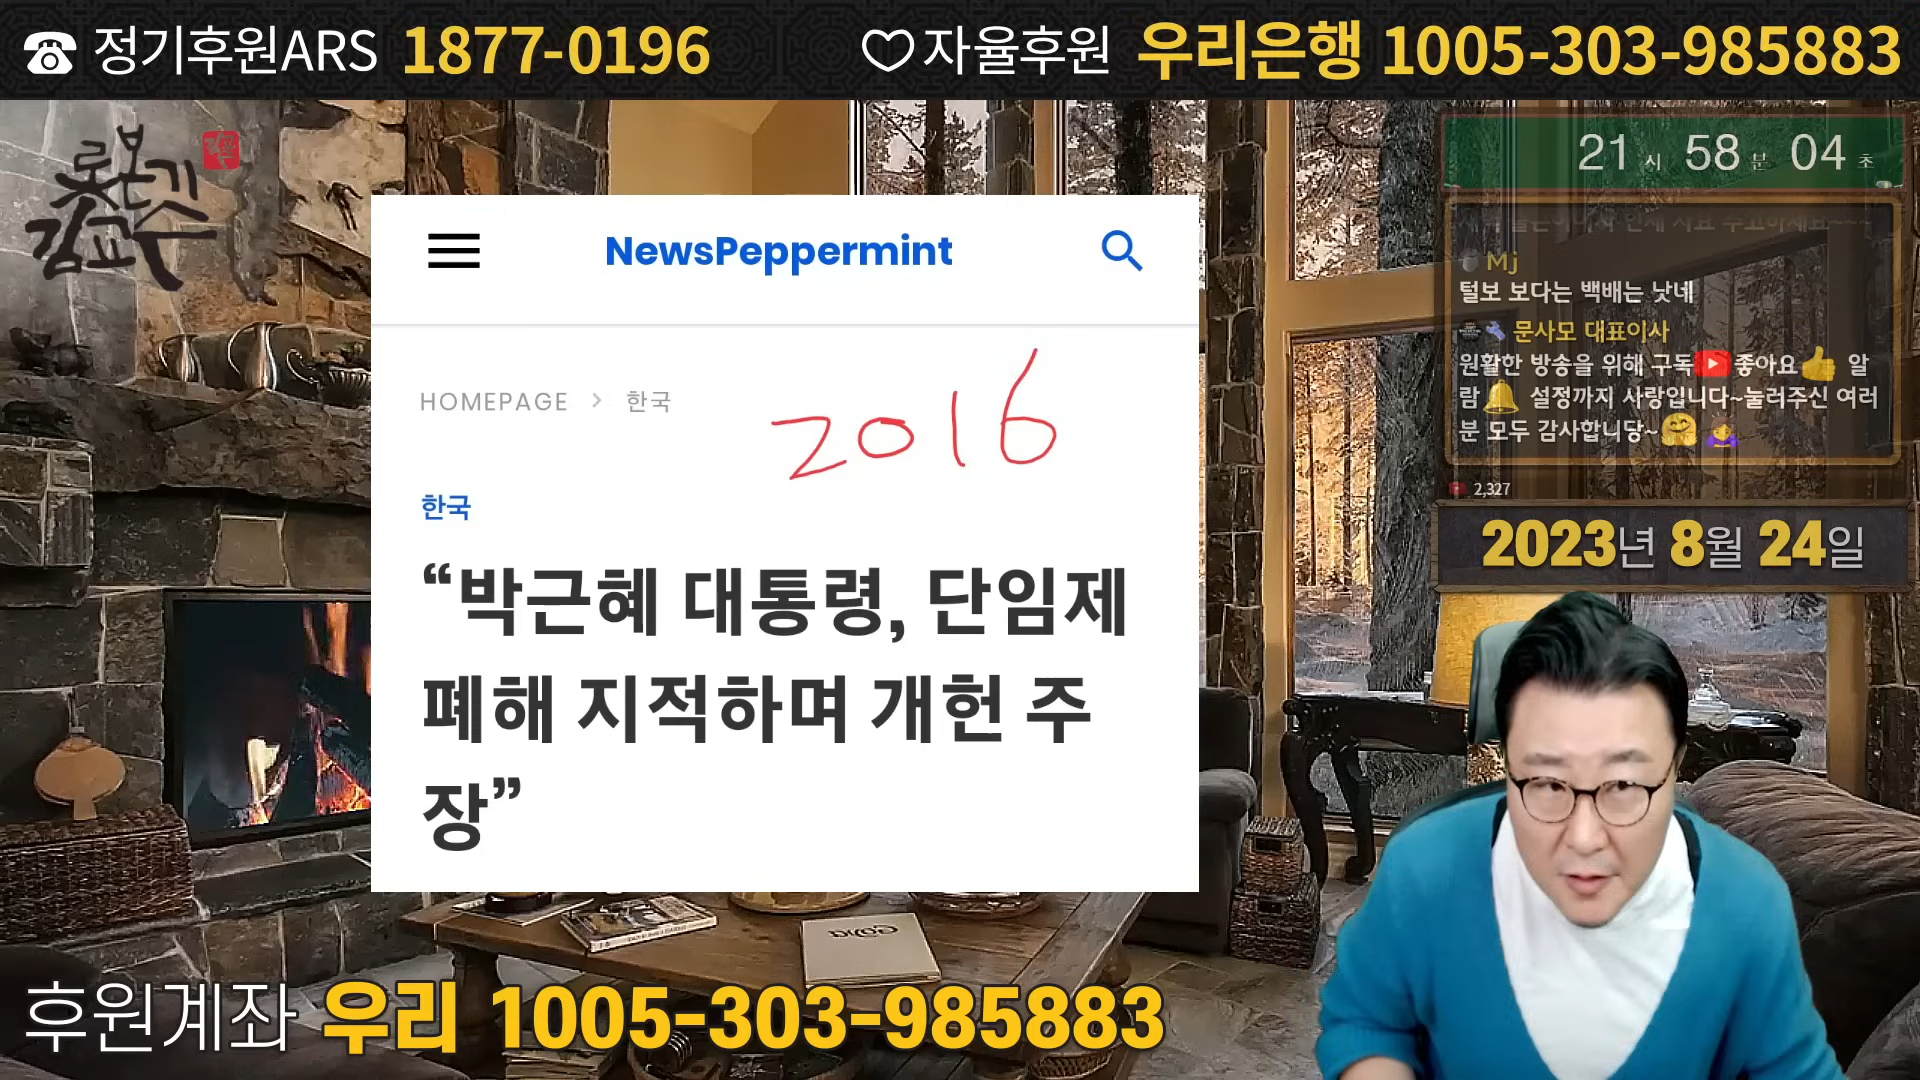 정기후원ARS 1877-0196
자율후원 우리은행 1005-303-985883
못본긴
김교수
21 시 58 분 04 초
Mj
털보 보다는 백배는 낫네
문사모 대표이사
원활한 방송을 위해 구독 좋아요 알
람 설정까지 사랑입니다~눌러주신 여러
분 모두 감사합니당~
2,327
2023년 8월 24일
NewsPeppermint
HOMEPAGE > 한국
2016
한국
“박근혜 대통령, 단임제
폐해 지적하며 개헌 주
장”
후원계좌 우리 1005-303-985883